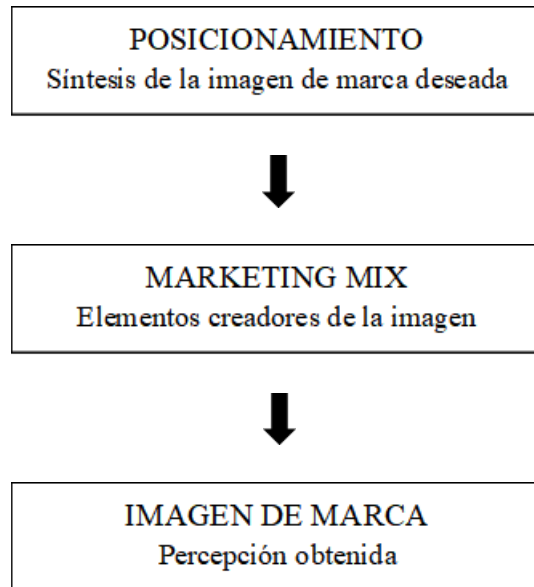 POSICIONAMIENTO
Síntesis de la imagen de marca deseada
MARKETING MIX
Elementos creadores de la imagen
IMAGEN DE MARCA
Percepción obtenida